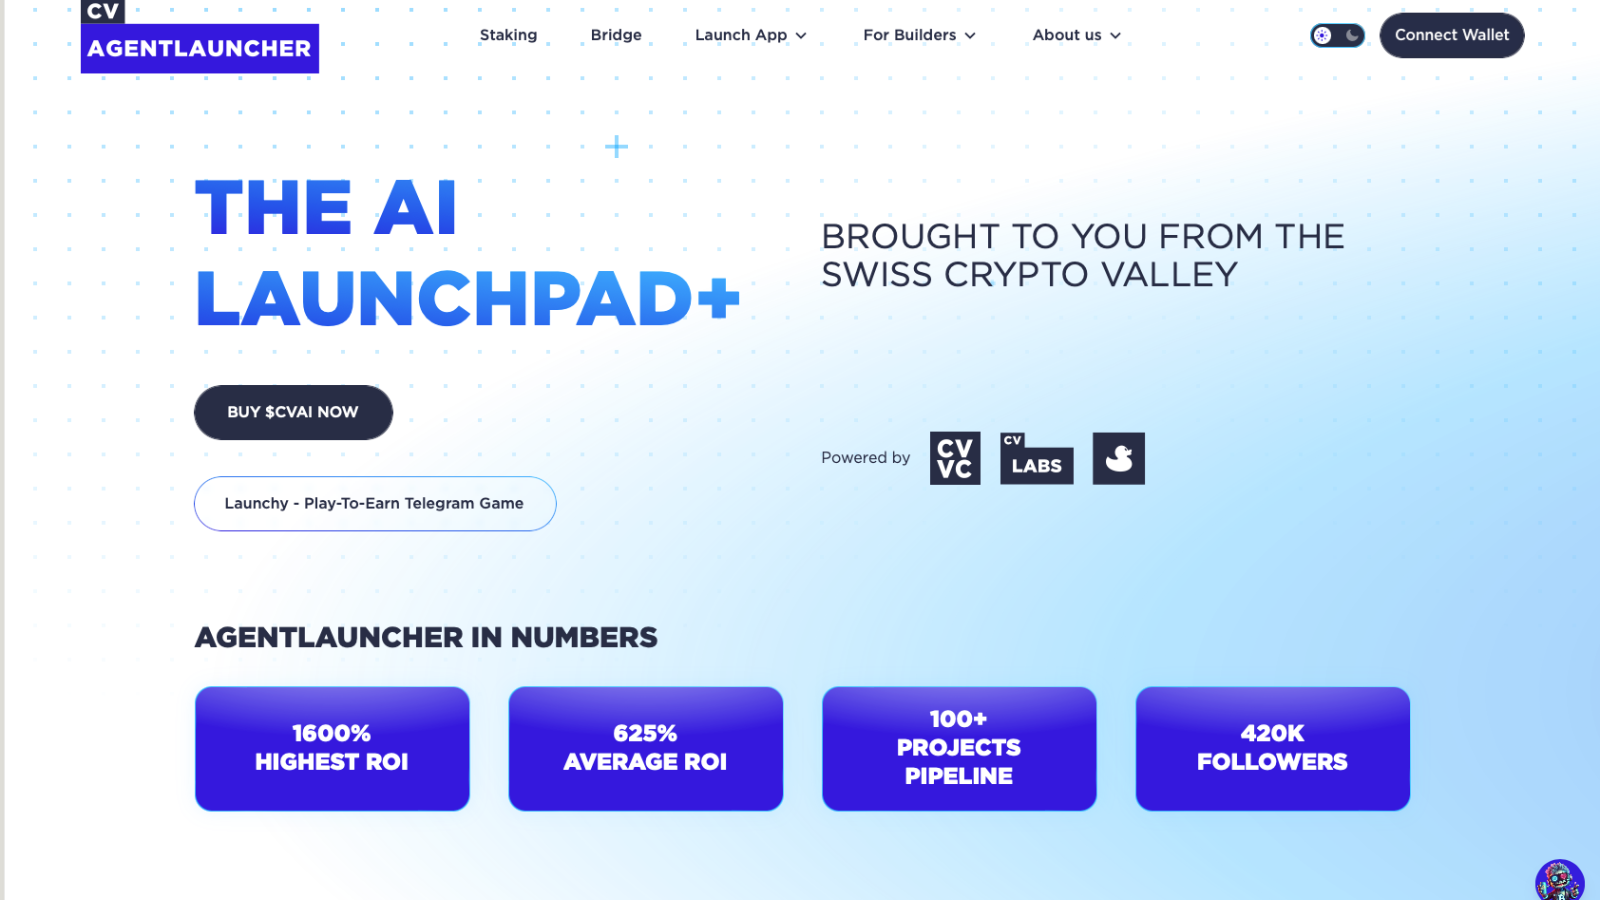 CV
AGENTLAUNCHER
Staking
Bridge
Launch App
For Builders
About us
Connect Wallet
THE AI
LAUNCHPAD+
BROUGHT TO YOU FROM THE
SWISS CRYPTO VALLEY
BUY $CVAI NOW
Powered by
CV
VC
CV
LABS
Launchy - Play-To-Earn Telegram Game
AGENTLAUNCHER IN NUMBERS
1600%
HIGHEST ROI
625%
AVERAGE ROI
100+
PROJECTS
PIPELINE
420K
FOLLOWERS